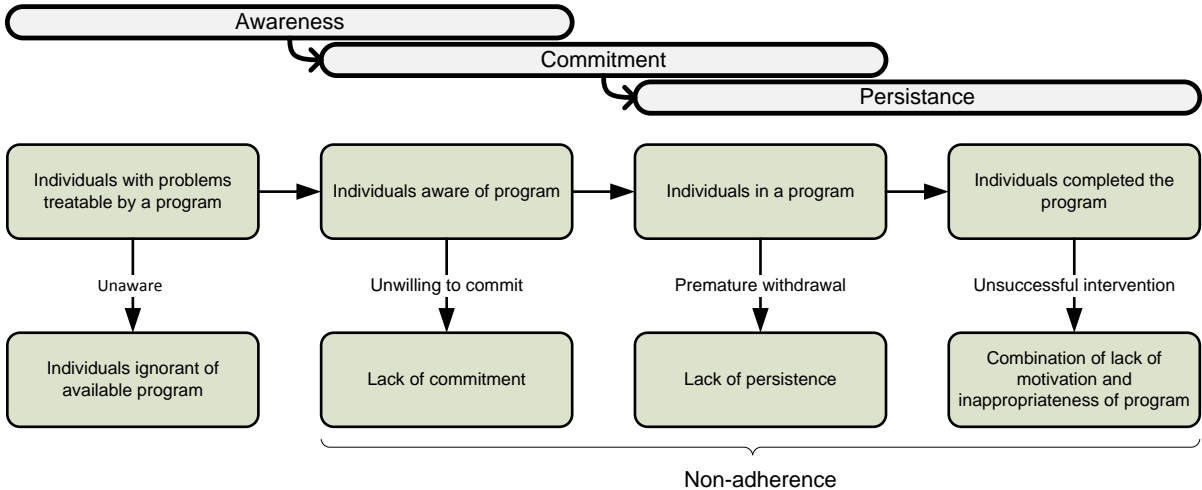 Awareness
Commitment
Persistance
Individuals with problems
treatable by a program
Individuals aware of program
Individuals in a program
Individuals completed the
program
Unaware
Unwilling to commit
Premature withdrawal
Unsuccessful intervention
Individuals ignorant of
available program
Lack of commitment
Lack of persistence
Combination of lack of
motivation and
inappropriateness of program
Non-adherence